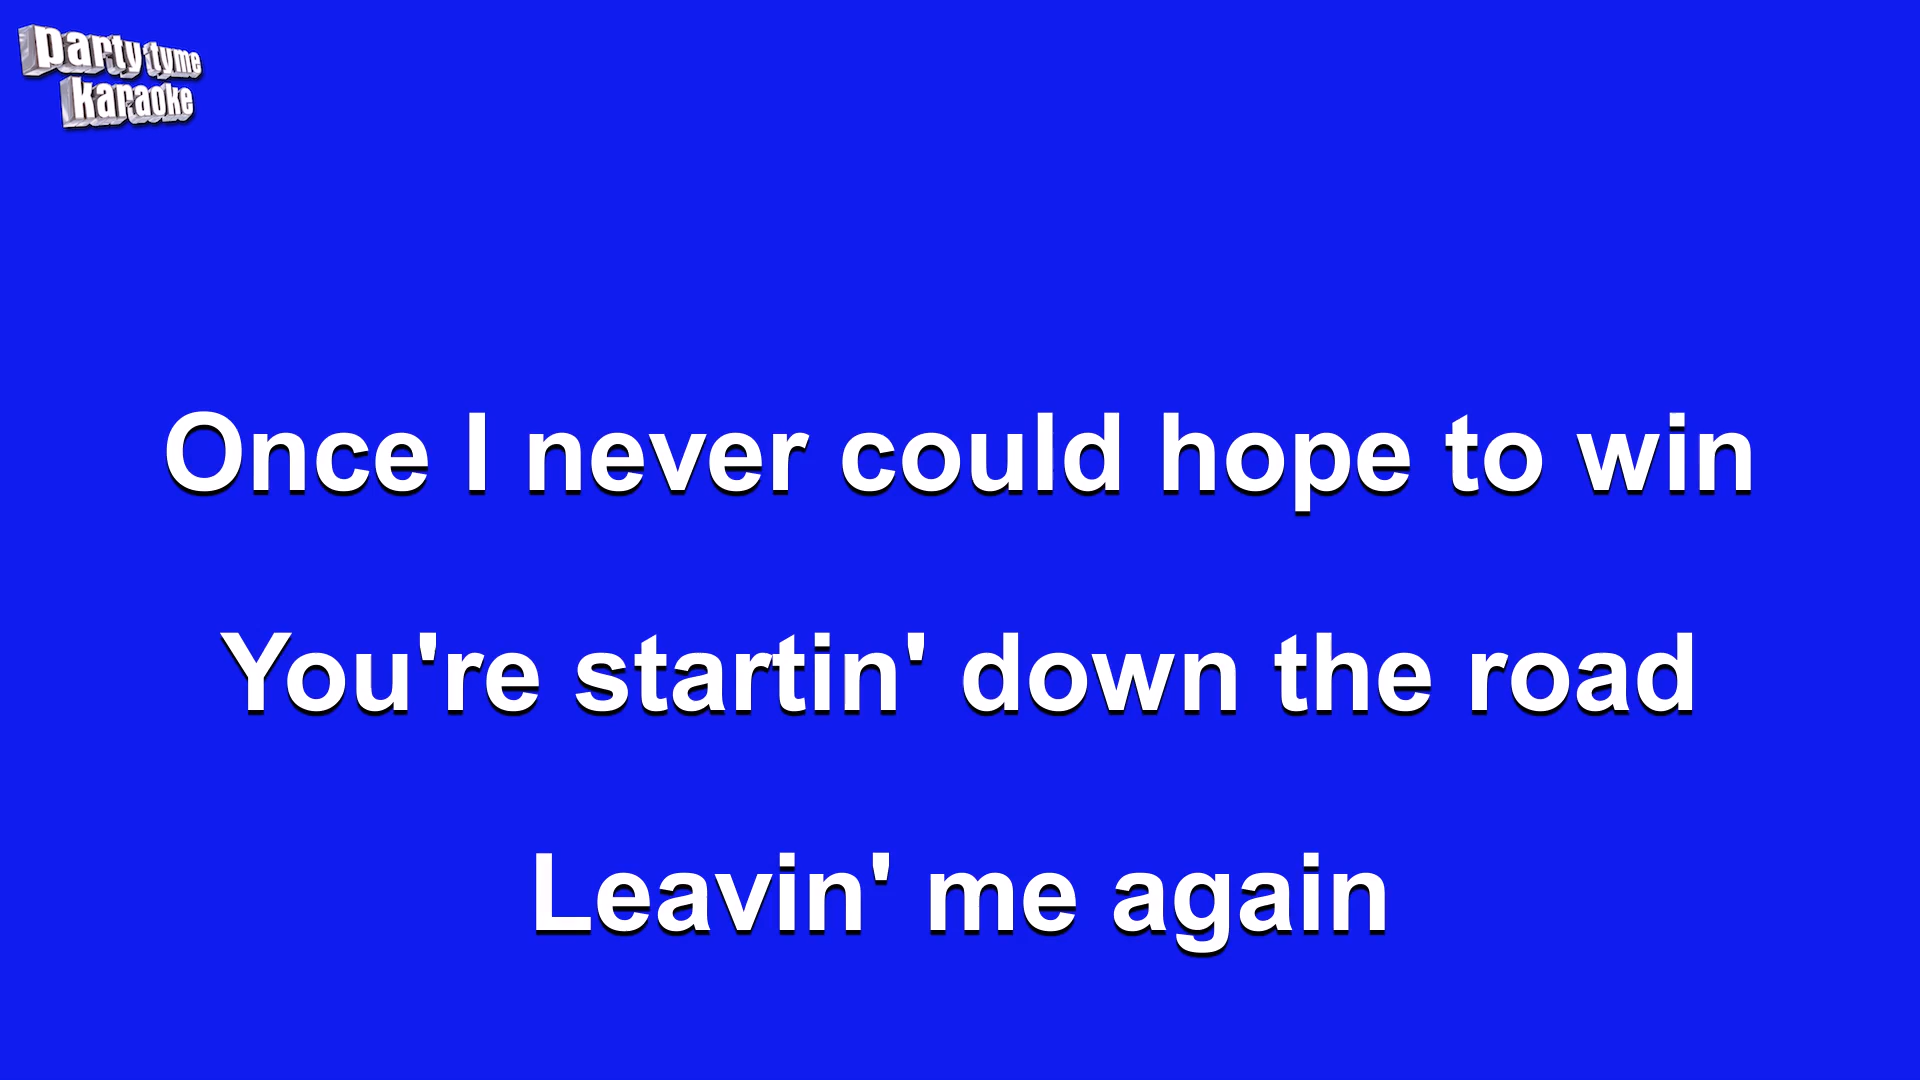 party tyme
karaoke
Once I never could hope to win
You're startin' down the road
Leavin' me again